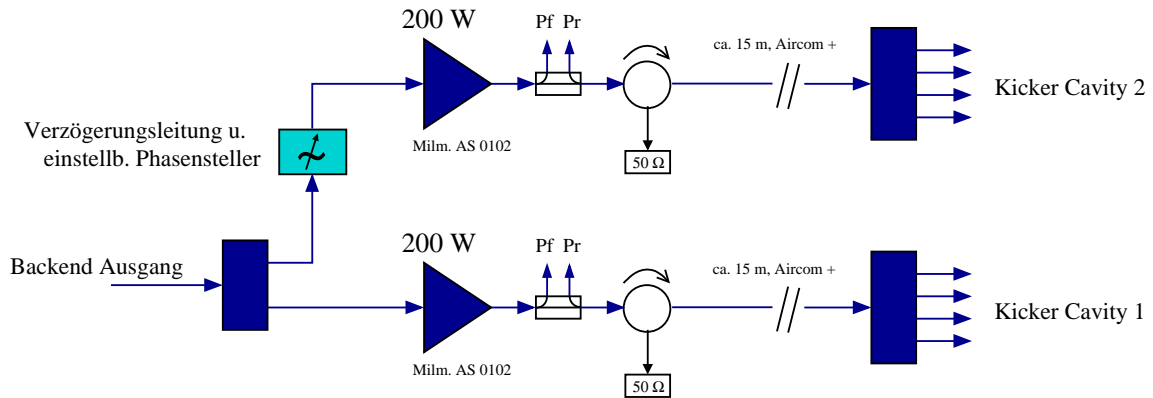 200 W
Pf Pr
ca. 15 m, Aircom +
Kicker Cavity 2
Verzögerungsleitung u.
einstellb. Phasensteller
Milm. AS 0102
50 Ω
Backend Ausgang
200 W
Pf Pr
ca. 15 m, Aircom +
Kicker Cavity 1
Milm. AS 0102
50 Ω